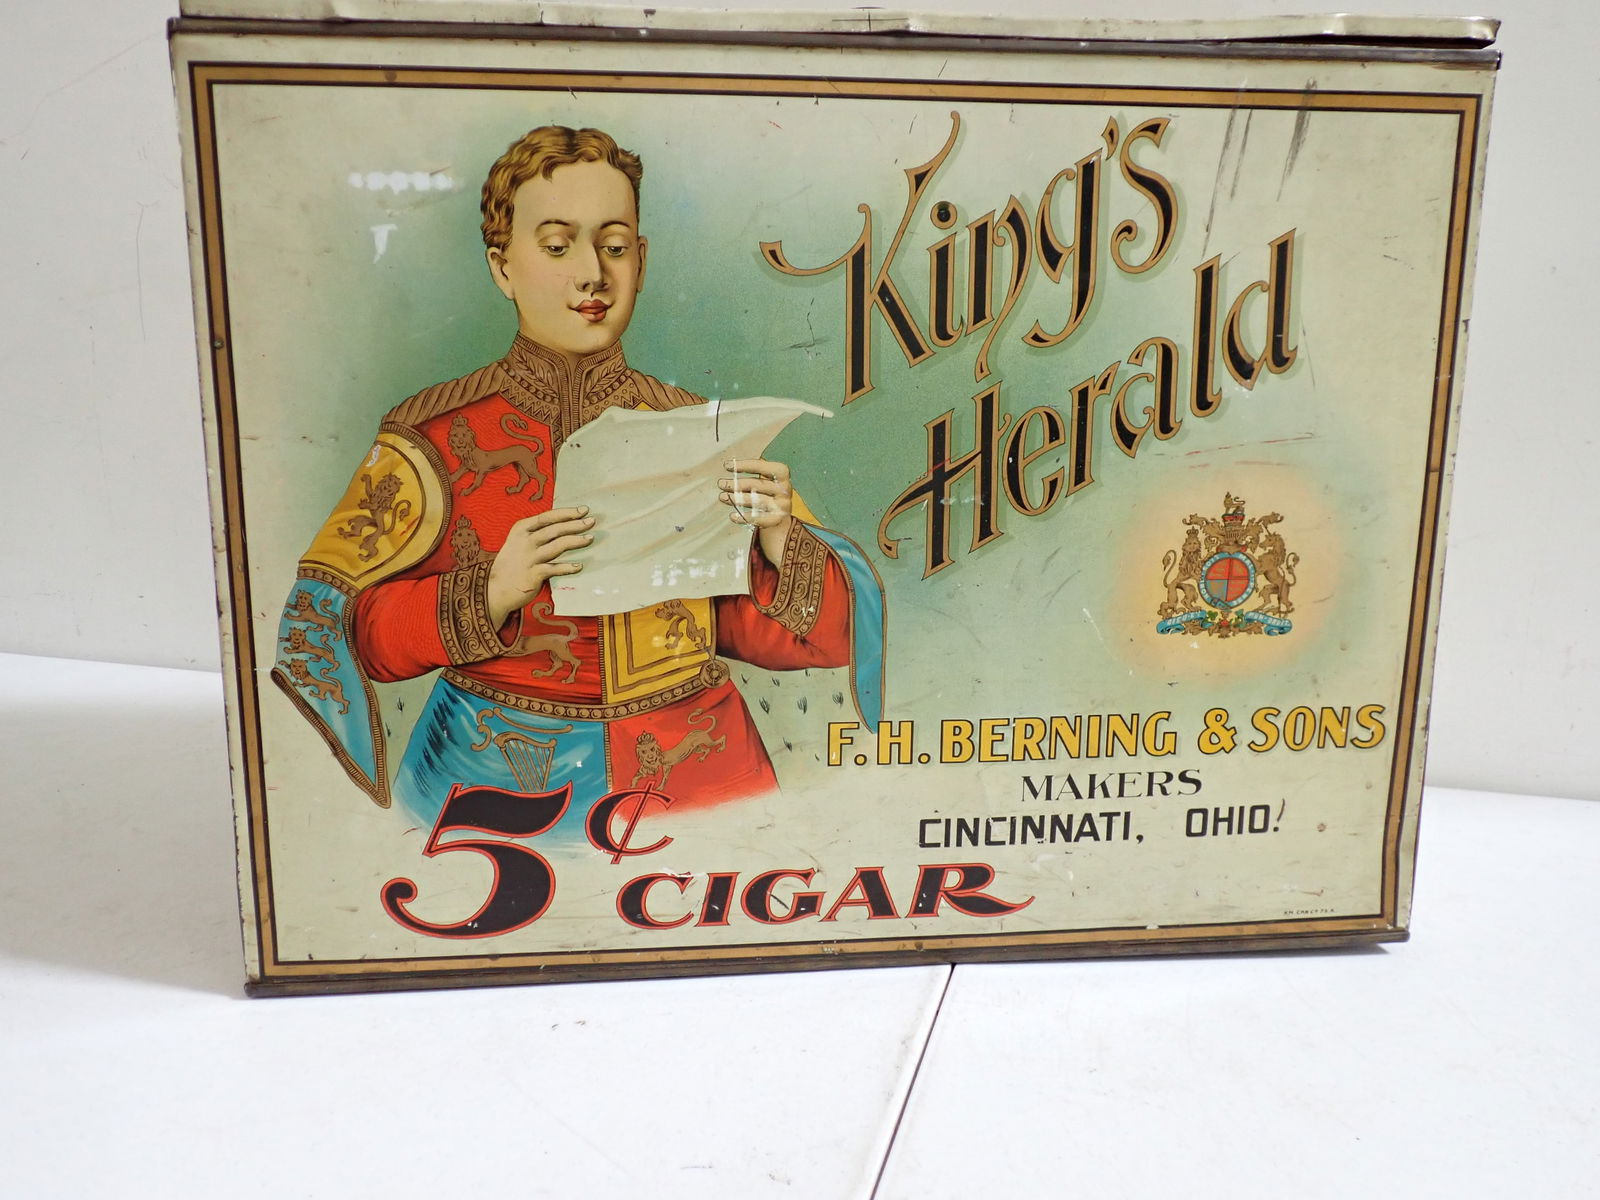 King's
Herald
F.H. BERNING & SONS
MAKERS
CINCINNATI, OHIO.
5¢ CIGAR